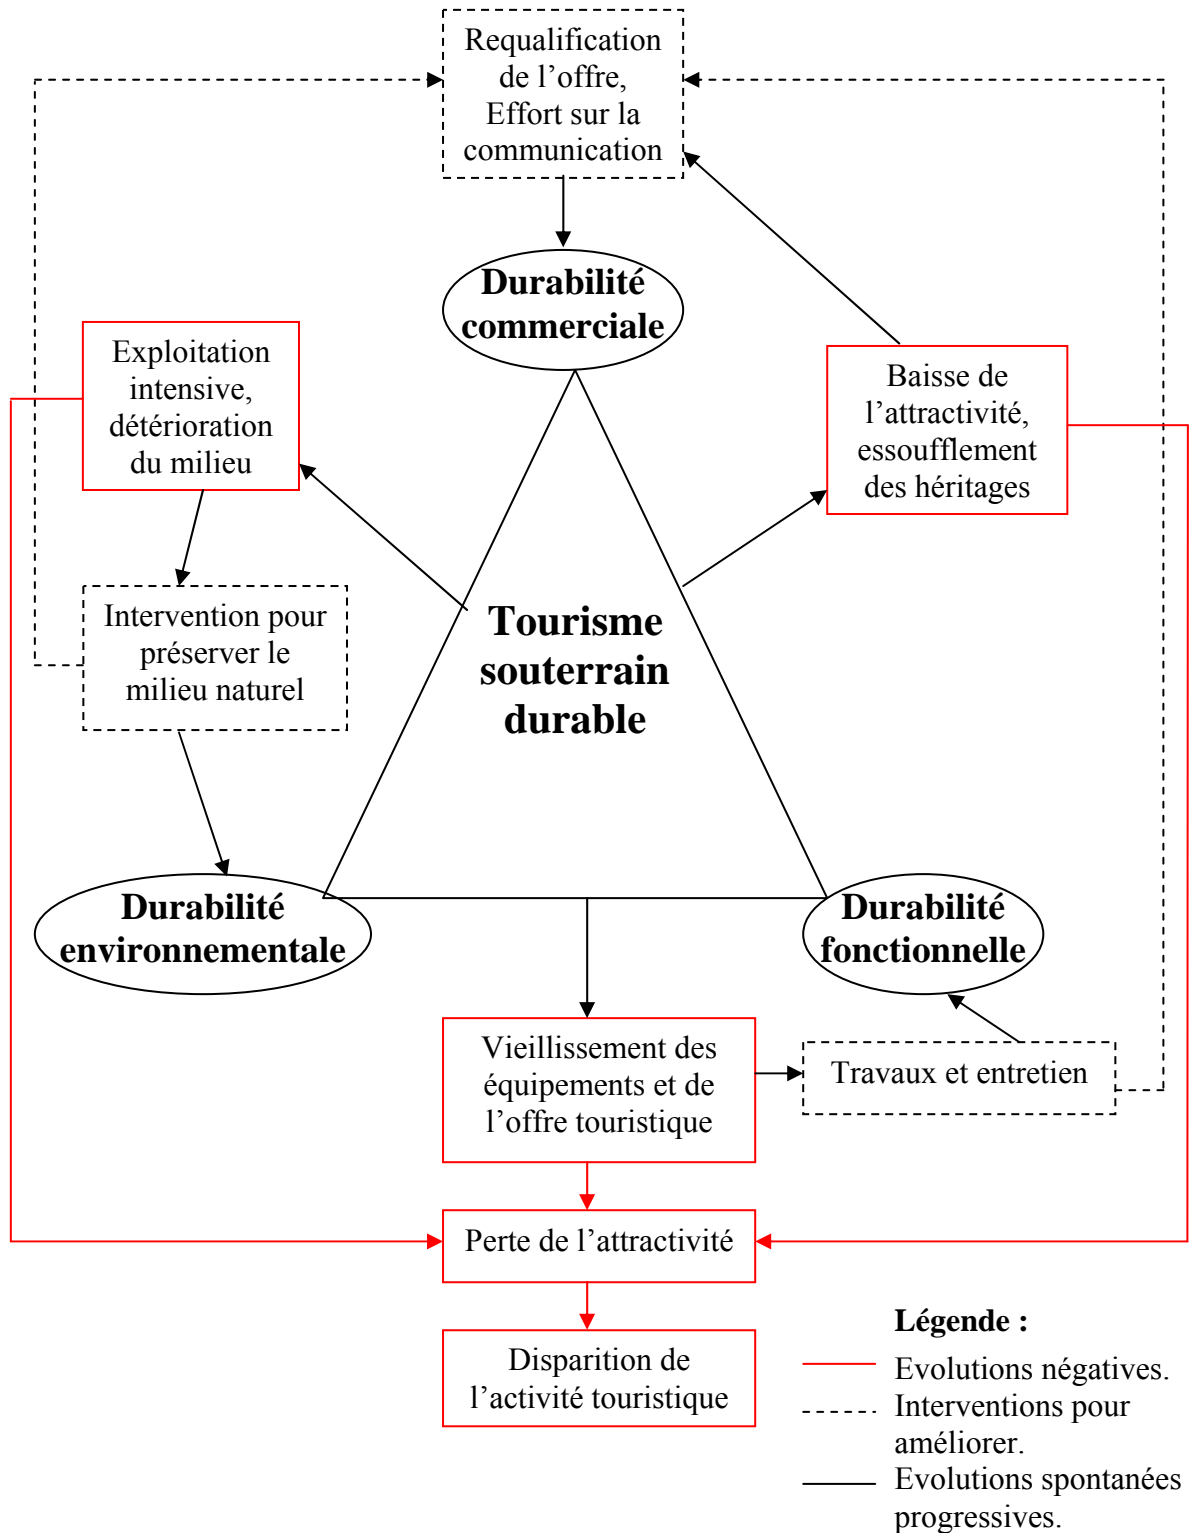 Requalification
de l’offre,
Effort sur la
communication
Durabilité
commerciale
Exploitation
intensive,
détérioration
du milieu
Baisse de
l’attractivité,
essoufflement
des héritages
Intervention pour
préserver le
milieu naturel
Tourisme
souterrain
durable
Durabilité
environnementale
Durabilité
fonctionnelle
Vieillissement des
équipements et de
l’offre touristique
Travaux et entretien
Perte de l’attractivité
Disparition de
l’activité touristique
Légende :
Evolutions négatives.
Interventions pour
améliorer.
Evolutions spontanées
progressives.